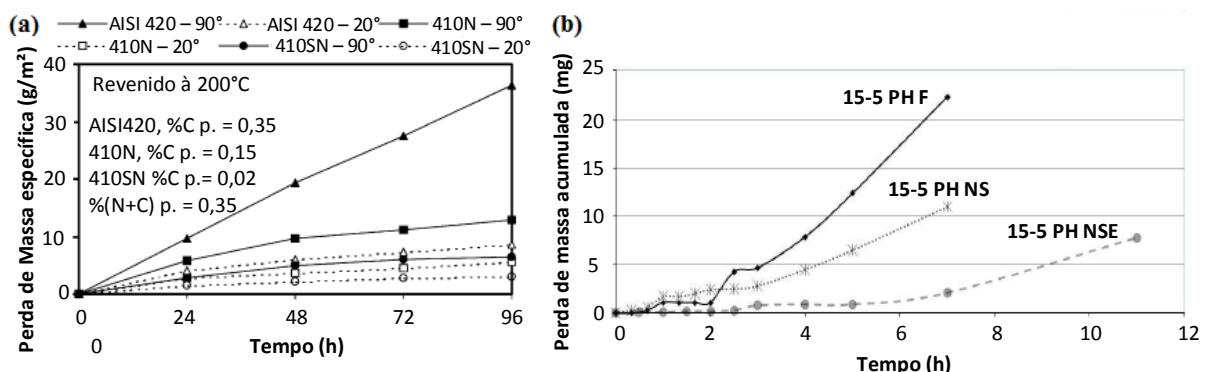 (a)
AISI 420 – 90° AISI 420 – 20° 410N – 90°
410N – 20° 410SN – 90° 410SN – 20°
Perda de Massa específica (g/m²)
40
30
20
10
0
Revenido à 200°C
AISI420, %C p. = 0,35
410N, %C p. = 0,15
410SN %C p.= 0,02
%(N+C) p. = 0,35
0 24 48 72 96
0
Tempo (h)
(b)
Perda de massa acumulada (mg)
25
20
15
10
5
0
15-5 PH F
15-5 PH NS
15-5 PH NSE
0 2 4 6 8 10 12
Tempo (h)